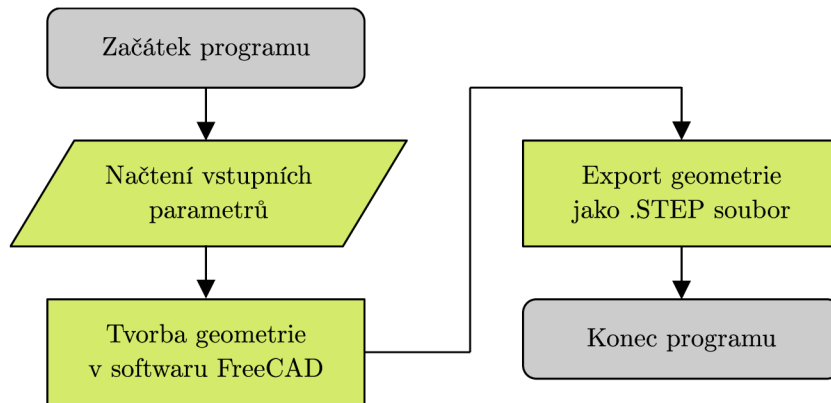 Začátek programu
Načtení vstupních
parametrů
Tvorba geometrie
v softwaru FreeCAD
Export geometrie
jako .STEP soubor
Konec programu